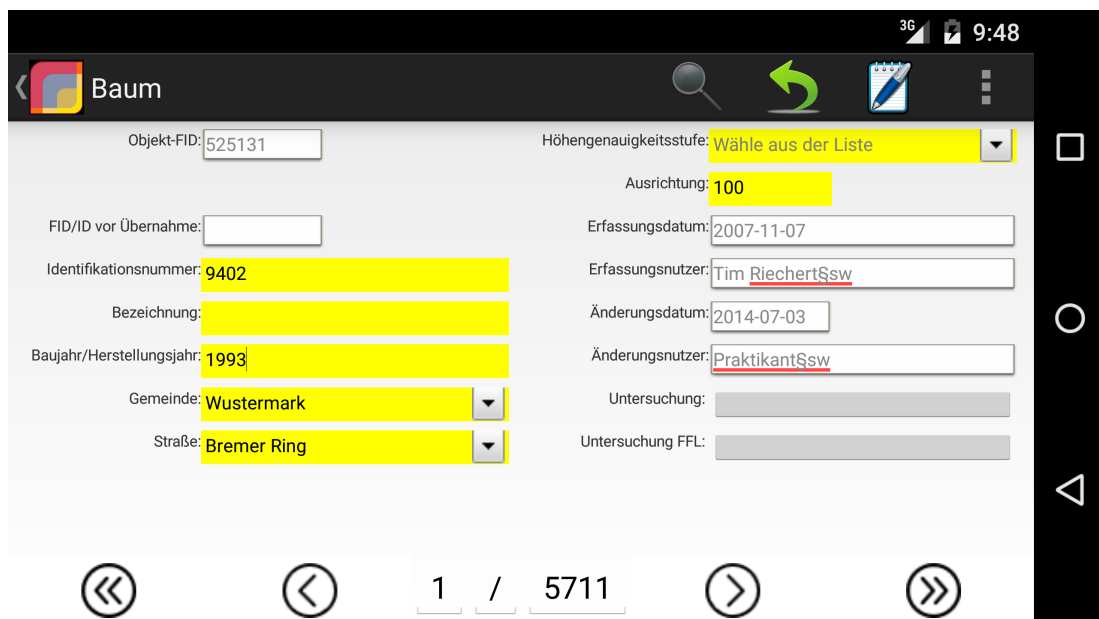 3G 9:48
Baum
Objekt-FID: 525131
FID/ID vor Übernahme:
Identifikationsnummer: 9402
Bezeichnung:
Baujahr/Herstellungsjahr: 1993
Gemeinde: Wustermark
Straße: Bremer Ring
Höhengenauigkeitsstufe: Wähle aus der Liste
Ausrichtung: 100
Erfassungsdatum: 2007-11-07
Erfassungsnutzer: Tim Riechert§sw
Änderungsdatum: 2014-07-03
Änderungsnutzer: Praktikant§sw
Untersuchung:
Untersuchung FFL:
1 / 5711